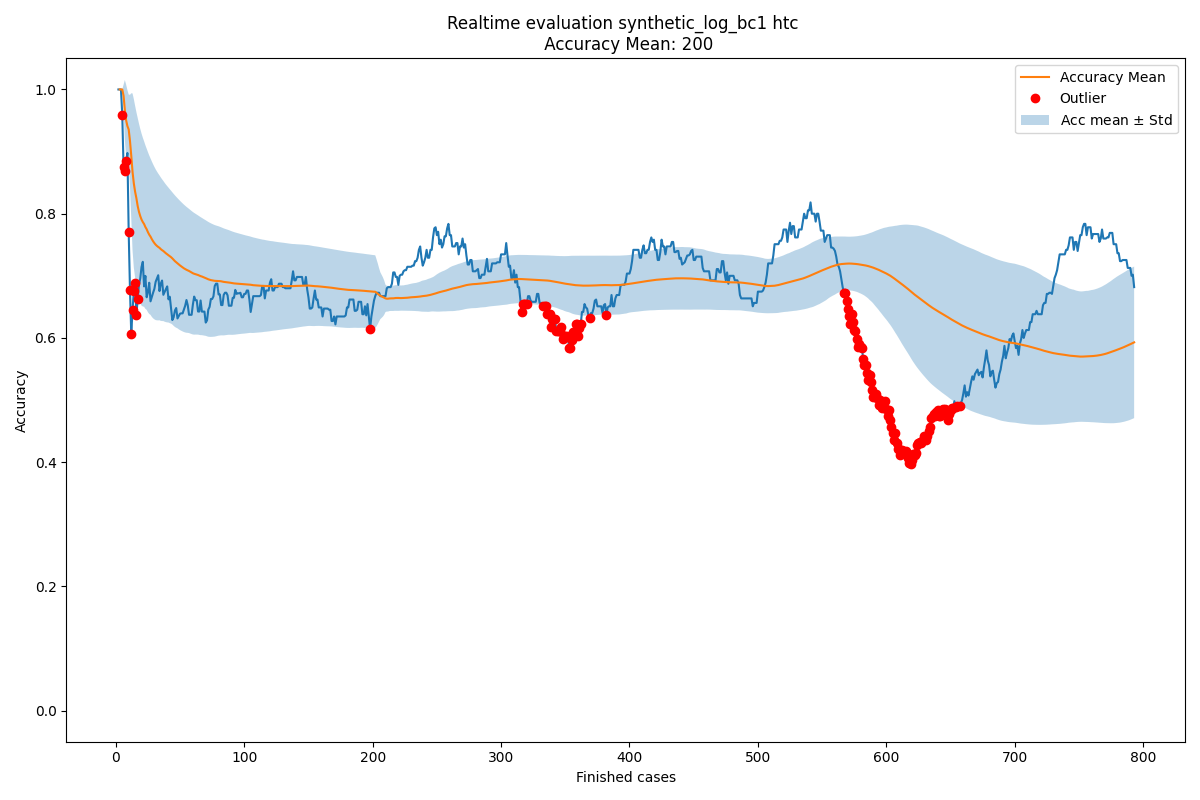 Realtime evaluation synthetic_log_bc1 htc
Accuracy Mean: 200
Accuracy Mean
Outlier
Acc mean ± Std
1.0
0.8
0.6
0.4
0.2
0.0
Accuracy
0 100 200 300 400 500 600 700 800
Finished cases